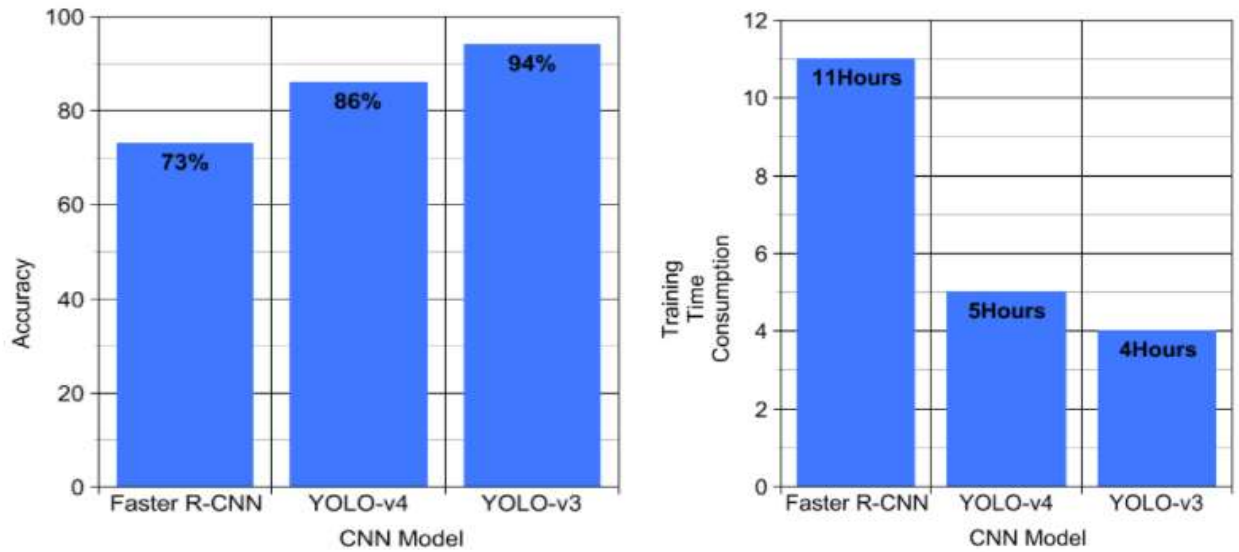 100
80
60
40
20
0
Accuracy
73%
86%
94%
Faster R-CNN
YOLO-v4
YOLO-v3
CNN Model
12
10
8
6
4
2
0
Training
Time
Consumption
11Hours
5Hours
4Hours
Faster R-CNN
YOLO-v4
YOLO-v3
CNN Model